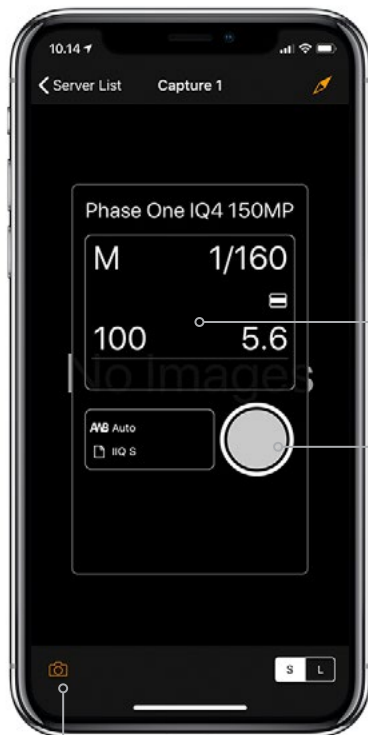 10.14
Server List
Capture 1
Phase One IQ4 150MP
M 1/160
100 5.6
No Images
AWB Auto
IIQ S
S L